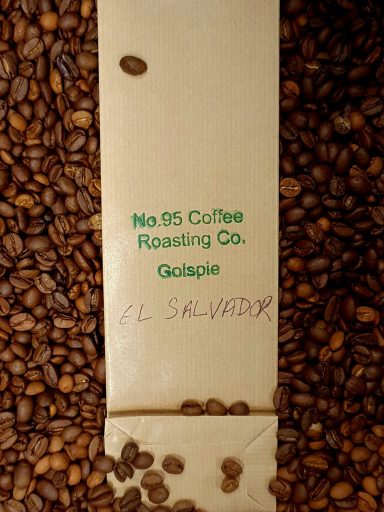 No.95 Coffee
Roasting Co.
Golspie
EL SALVADOR